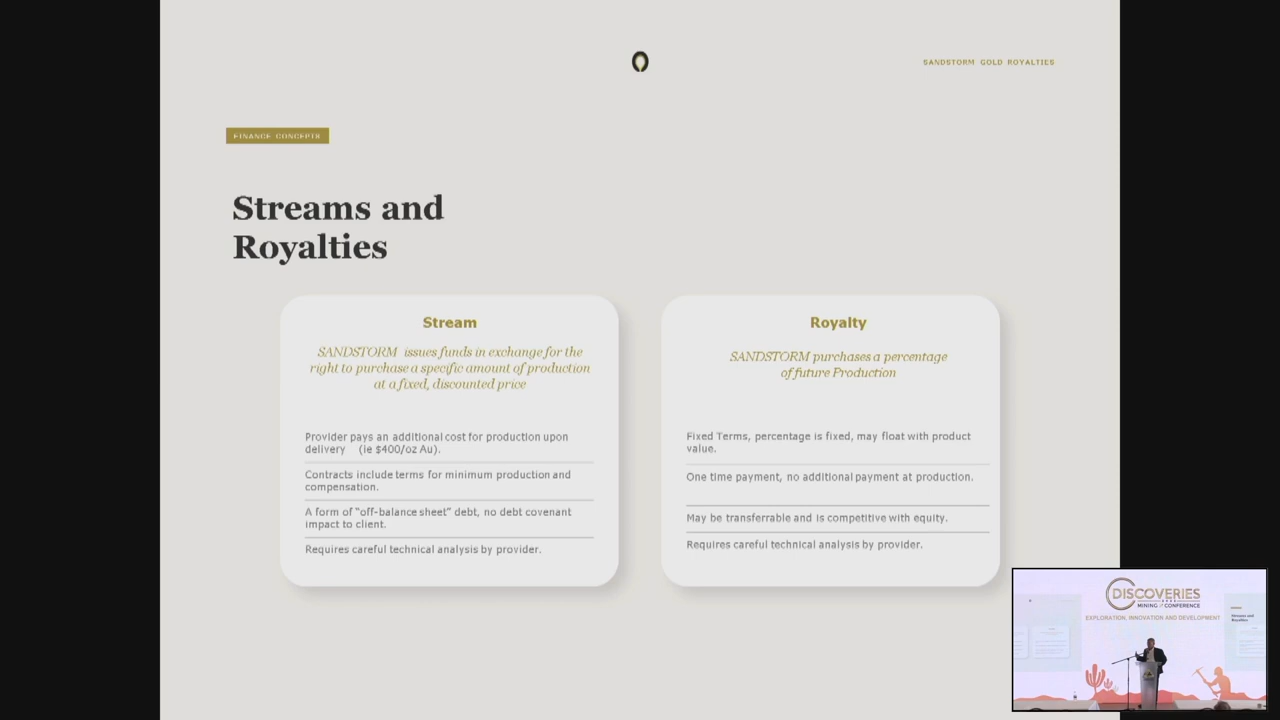 SANDSTORM GOLD ROYALTIES
FINANCE CONCEPTR
Streams and
Royalties
Stream
SANDSTORM issues funds in exchange for the
right to purchase a specific amount of production
at a fixed, discounted price
Provider pays an additional cost for production upon
delivery (ie $400/oz Au).
Contracts include terms for minimum production and
compensation.
A form of “off-balance sheet” debt, no debt covenant
impact to client.
Requires careful technical analysis by provider.
Royalty
SANDSTORM purchases a percentage
of future Production
Fixed Terms, percentage is fixed, may float with product
value.
One time payment, no additional payment at production.
May be transferrable and is competitive with equity.
Requires careful technical analysis by provider.
DISCOVERIES
MINING CONFERENCE
EXPLORATION, INNOVATION AND DEVELOPMENT
Streams and
Royalties